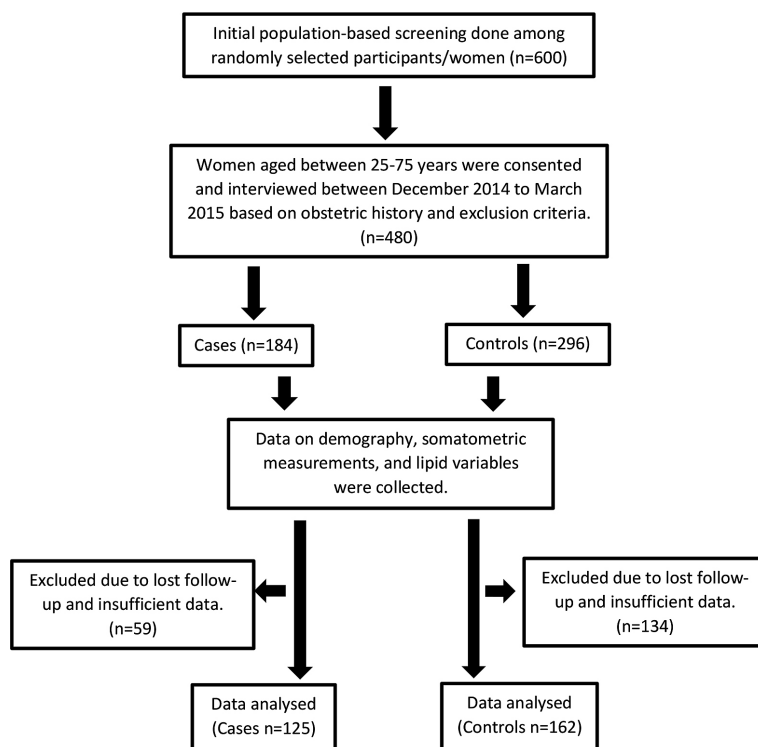 Initial population-based screening done among
randomly selected participants/women (n=600)
Women aged between 25-75 years were consented
and interviewed between December 2014 to March
2015 based on obstetric history and exclusion criteria.
(n=480)
Cases (n=184)
Controls (n=296)
Data on demography, somatometric
measurements, and lipid variables
were collected.
Excluded due to lost follow-
up and insufficient data.
(n=59)
Excluded due to lost follow-
up and insufficient data.
(n=134)
Data analysed
(Cases n=125)
Data analysed
(Controls n=162)